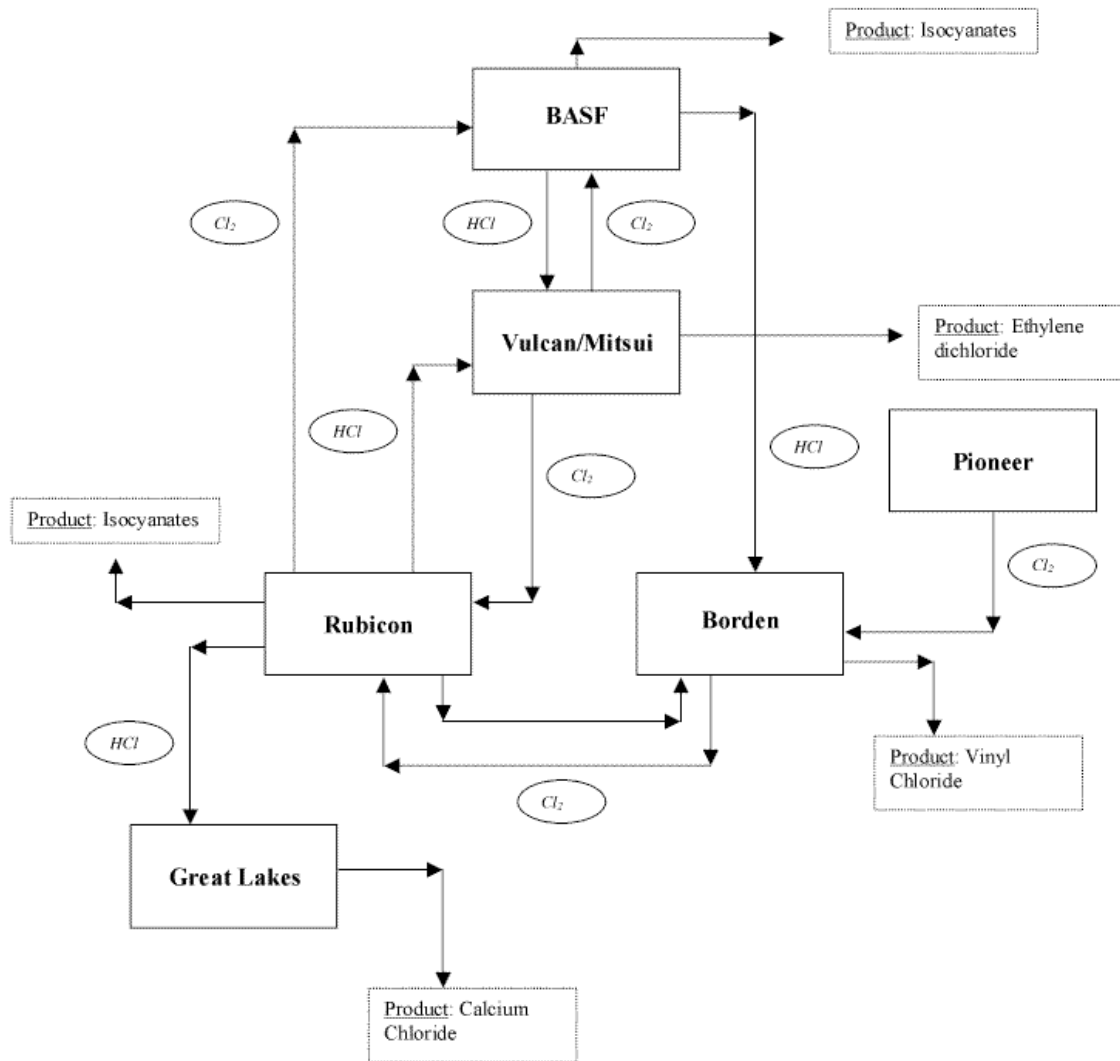 Product: Isocyanates
BASF
Cl₂
HCl
Cl₂
Vulcan/Mitsui
Product: Ethylene
dichloride
HCl
HCl
Pioneer
Cl₂
Product: Isocyanates
Cl₂
Rubicon
Borden
HCl
Product: Vinyl
Chloride
Cl₂
Great Lakes
Product: Calcium
Chloride